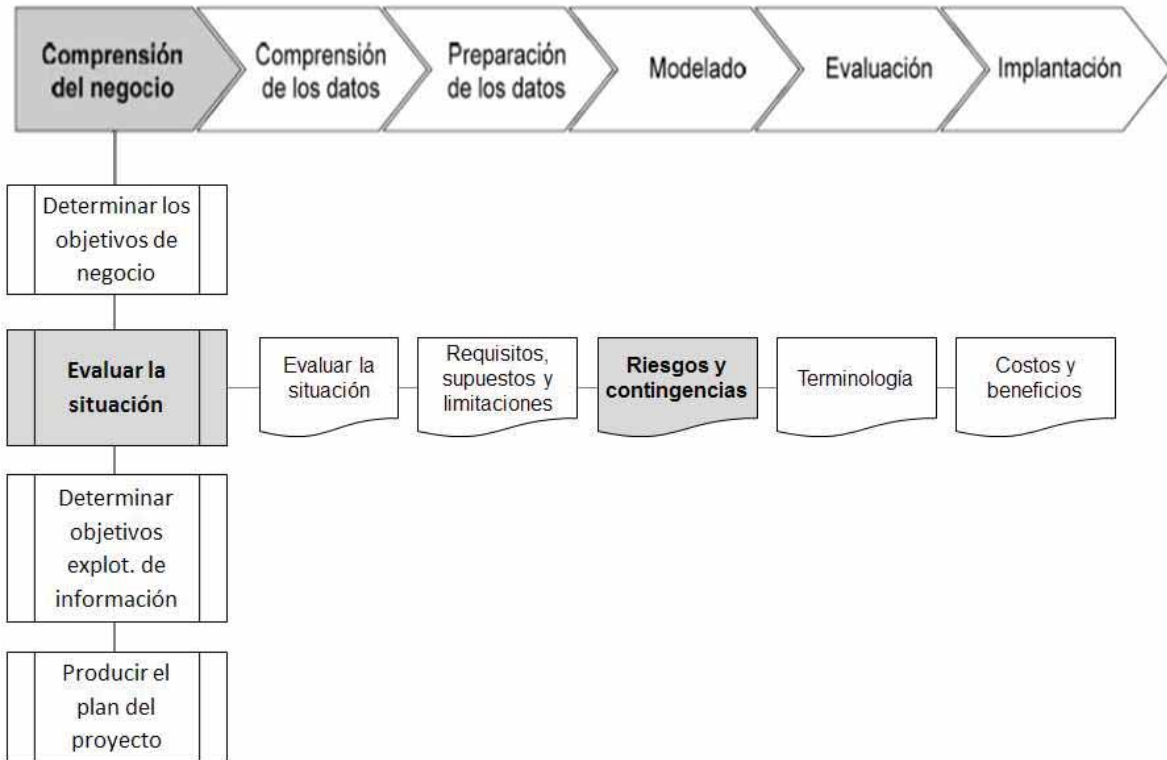 Comprensión
del negocio
Comprensión
de los datos
Preparación
de los datos
Modelado
Evaluación
Implantación
Determinar los
objetivos de
negocio
Evaluar la
situación
Evaluar la
situación
Requisitos,
supuestos y
limitaciones
Riesgos y
contingencias
Terminología
Costos y
beneficios
Determinar
objetivos
explot. de
información
Producir el
plan del
proyecto